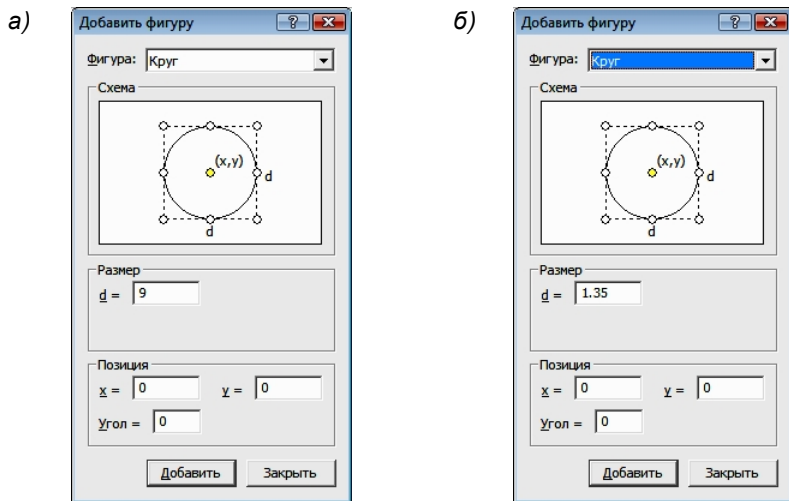 а)
Добавить фигуру
Фигура: Круг
Схема
(x,y)
d
d
Размер
d = 9
Позиция
x = 0 y = 0
Угол = 0
Добавить Закрыть
б)
Добавить фигуру
Фигура: Круг
Схема
(x,y)
d
d
Размер
d = 1.35
Позиция
x = 0 y = 0
Угол = 0
Добавить Закрыть